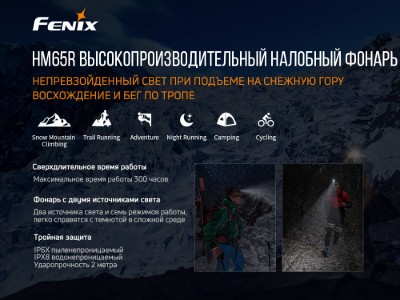 FENIX
HM65R ВЫСОКОПРОИЗВОДИТЕЛЬНЫЙ НАЛОБНЫЙ ФОНАРЬ
НЕПРЕВЗОЙДЕННЫЙ СВЕТ ПРИ ПОДЪЕМЕ НА СНЕЖНУЮ ГОРУ
ВОСХОЖДЕНИЕ И БЕГ ПО ТРОПЕ
Snow Mountain Climbing
Trail Running
Adventure
Night Running
Camping
Cycling
Сверхдлительное время работы
Максимальное время работы 300 часов
Фонарь с двумя источниками света
Два источника света и семь режимов работы,
легко справятся с темнотой в сложной среде
Тройная защита
IP6X пыленепроницаемый
IPX8 водонепроницаемый
Ударопрочность 2 метра